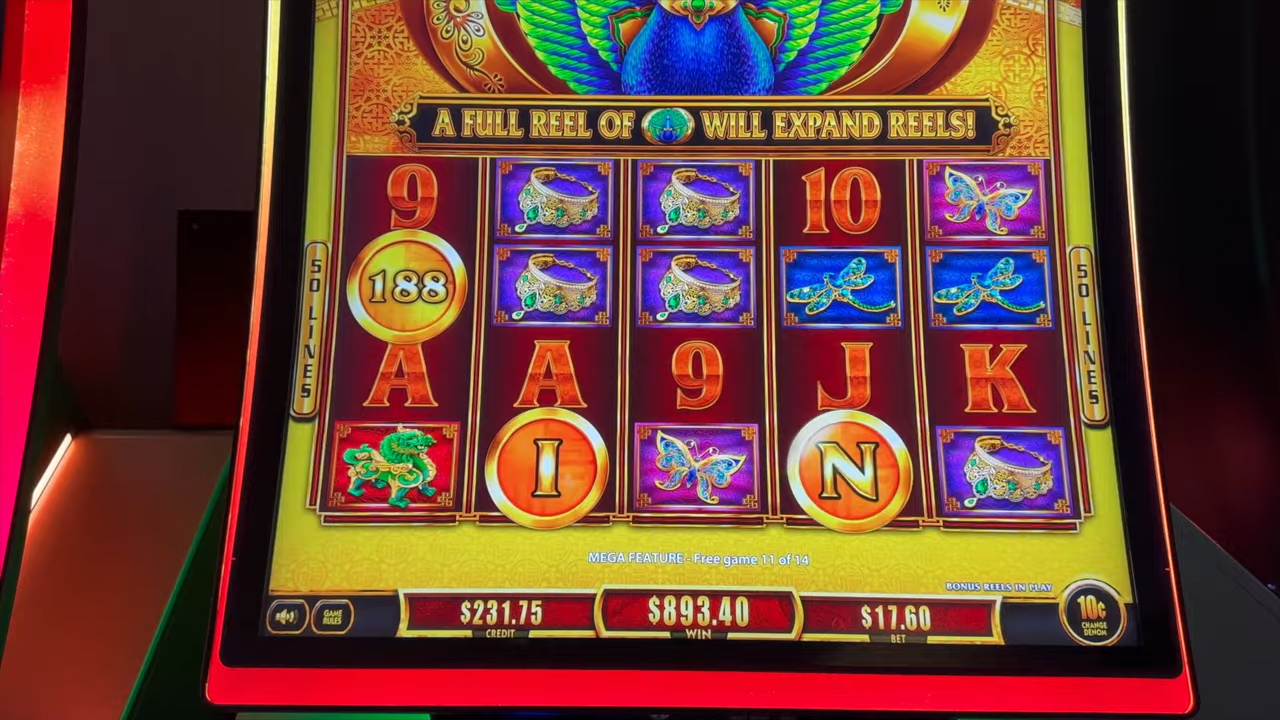 A FULL REEL OF WILL EXPAND REELS!
9 10
188
50 LINES
50 LINES
A A 9 J K
I N
MEGA FEATURE - Free game 11 of 14
BONUS REELS IN PLAY
GAME RULES
$231.75
CREDIT
$893.40
WIN
$17.60
BET
10¢
CHANGE DENOM